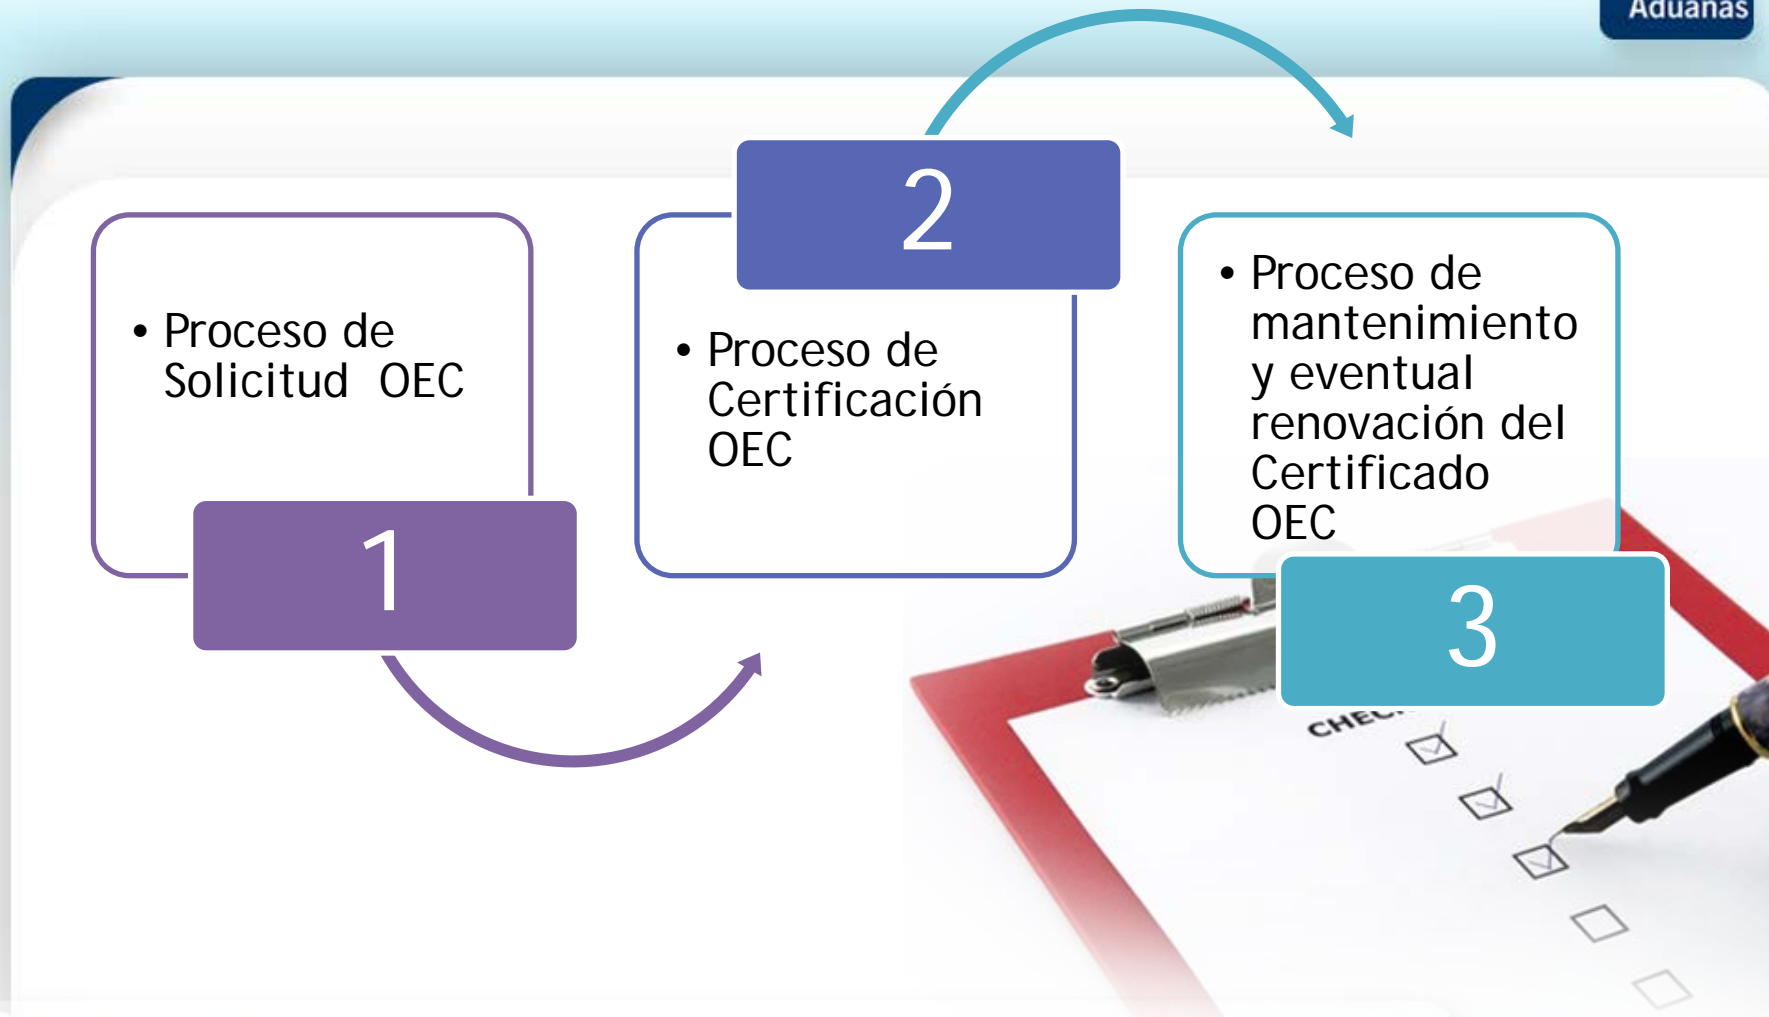 Aduanas
• Proceso de
Solicitud OEC
1
2
• Proceso de
Certificación
OEC
• Proceso de
mantenimiento
y eventual
renovación del
Certificado
OEC
3